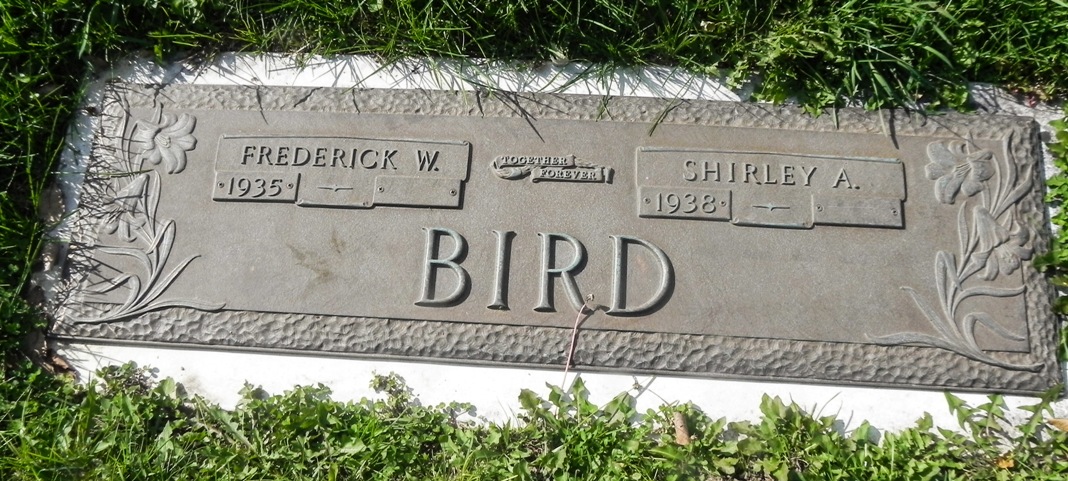 FREDERICK W.
1935
TOGETHER
FOREVER
SHIRLEY A.
1938
BIRD